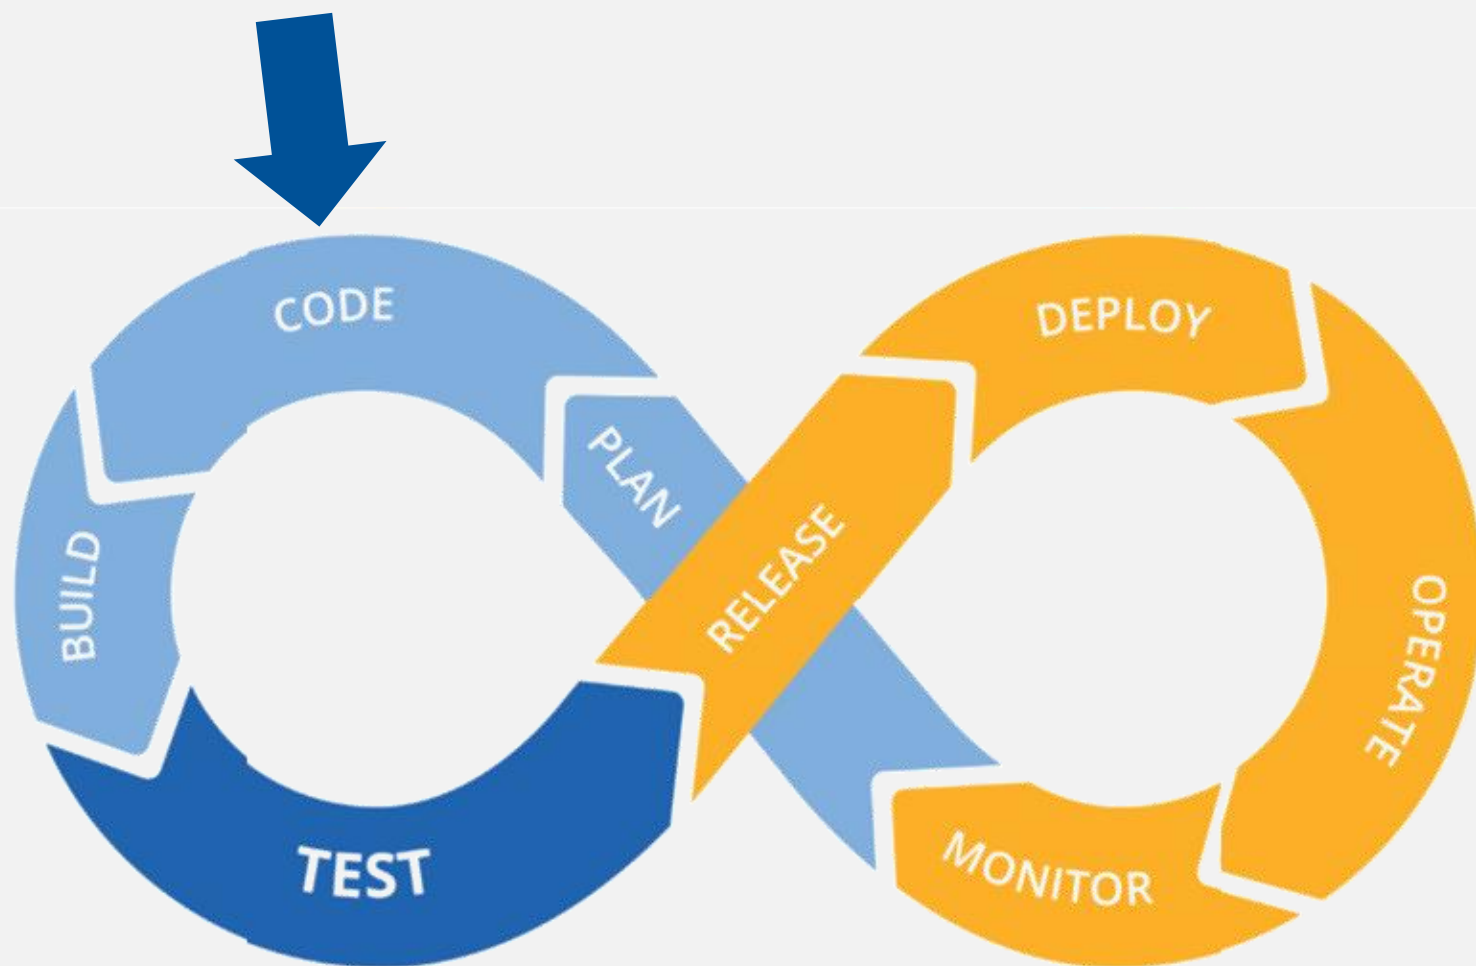 CODE
DEPLOY
PLAN
RELEASE
BUILD
OPERATE
TEST
MONITOR